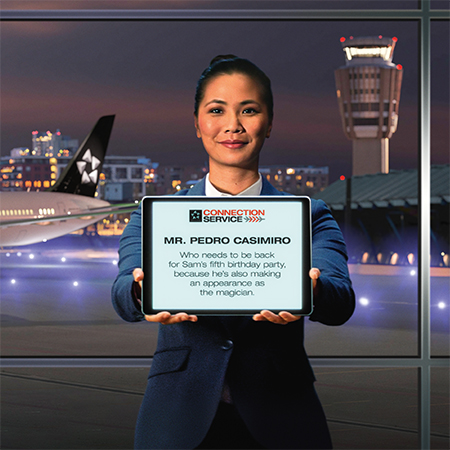 CONNECTION
SERVICE
MR. PEDRO CASIMIRO
Who needs to be back
for Sam's fifth birthday party,
because he's also making
an appearance as
the magician.